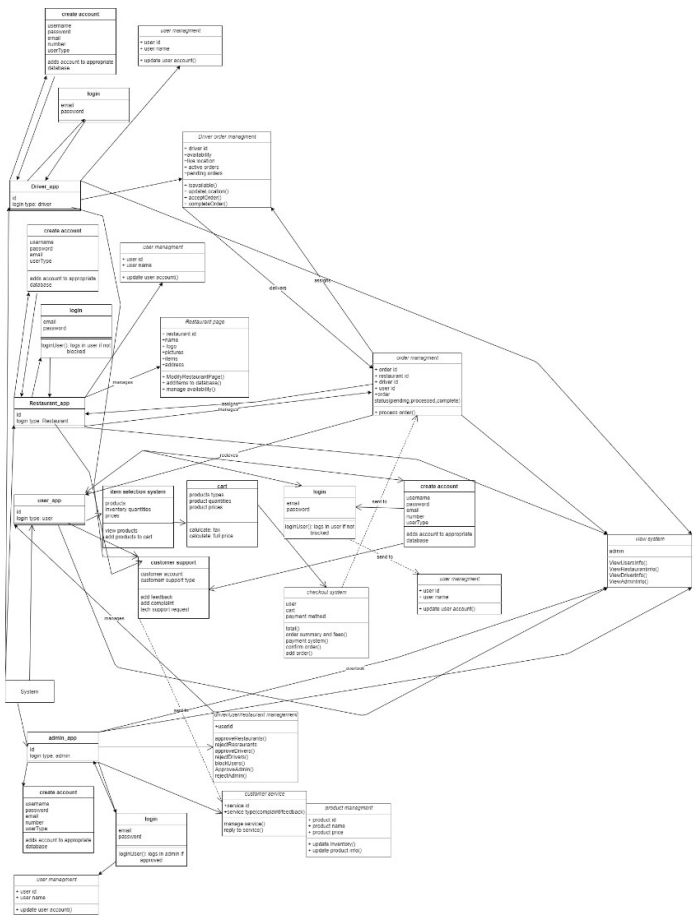 create account
username
password
email
number
userType
adds account to appropriate
database
user managment
+ user id
+ user name
+ update user account()
login
email
password
Driver order managment
+ driver id
+availability
+live location
+ active orders
+pending orders
+ isavailable()
- updateLocation()
+ acceptOrder()
- completeOrder()
Driver_app
id
login type: driver
create account
username
password
email
userType
adds account to appropriate
database
user managment
+ user id
+ user name
+ update user account()
assigns
delivers
login
email
password
loginUser(): logs in user if not
blocked
Restaurant page
- restaurant id
+name
+ logo
+pictures
+items
+address
+ ModifyRestaurantPage()
- addItems to database()
+ manage availability()
order managment
+ order id
+ restaurant id
+ driver id
+ user id
+order
status(pending,processed,complete)
+ process order()
manages
Restaurant_app
id
login type: Restaurant
assigns
manages
recieves
user_app
id
login type: user
item selection system
products
inventory quantities
prices
view products
add products to cart
cart
products types
product quantities
product prices
calculate: tax
calculate: full price
login
email
password
loginUser(): logs in user if not
blocked
sent to
create account
username
password
email
number
userType
adds account to appropriate
database
view system
admin
ViewUsersInfo()
ViewRestaurantInfo()
ViewDriverInfo()
ViewAdminInfo()
customer support
customer account
customer support type
add feedback
add complaint
tech support request
sent to
user managment
+ user id
- user name
+ update user account()
checkout system
user
cart
payment method
total()
order summary and fees()
payment system()
confirm order()
add order()
manages
System
sent to
driver/User/restaurant management
+userid
approveRestaurants()
rejectRestaurants
approveDrivers()
rejectDrivers()
blockUsers()
ApproveAdmin()
rejectAdmin()
admin_app
id
login type: admin
create account
username
password
email
number
userType
adds account to appropriate
database
login
email
password
loginUser(): logs in admin if
approved
customer service
+service id
+service type(complaint/feedback)
manage service()
reply to service()
product managment
+ product id
+ product name
+ product price
+ update inventory()
+ update product info()
user managment
+ user id
+ user name
+ update user account()